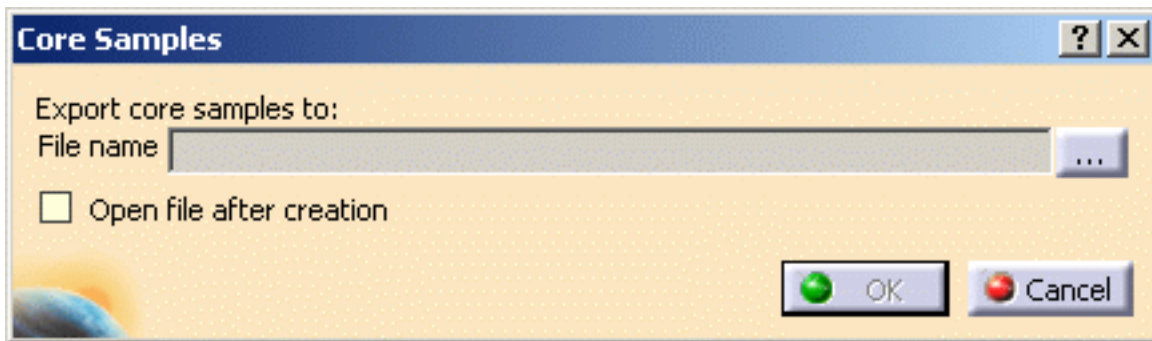 Core Samples ? X
Export core samples to:
File name ...
Open file after creation
OK Cancel